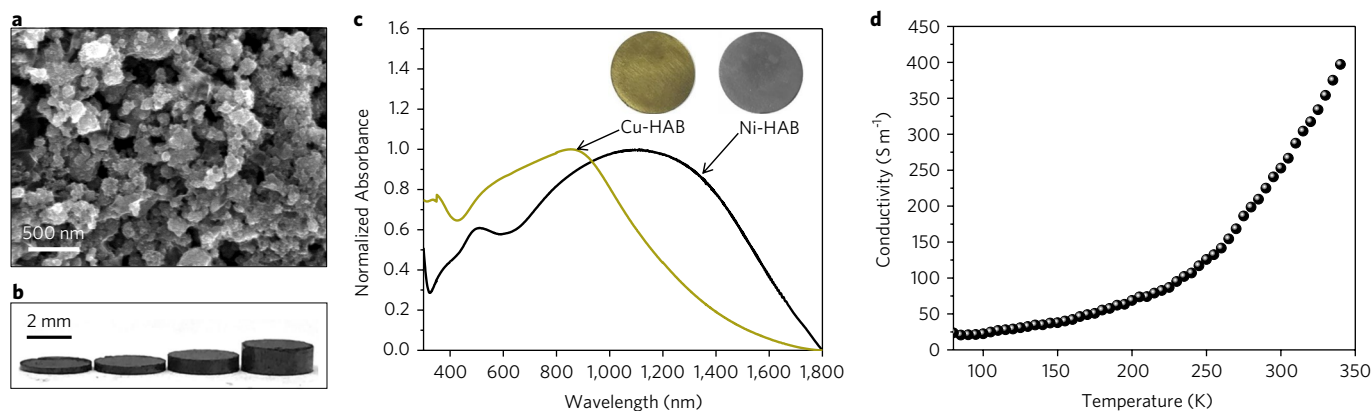 a
500 nm
b
2 mm
c
Normalized Absorbance
1.6
1.4
1.2
1.0
0.8
0.6
0.4
0.2
0.0
Cu-HAB
Ni-HAB
400 600 800 1,000 1,200 1,400 1,600 1,800
Wavelength (nm)
d
Conductivity (S m⁻¹)
450
400
350
300
250
200
150
100
50
0
100 150 200 250 300 350
Temperature (K)